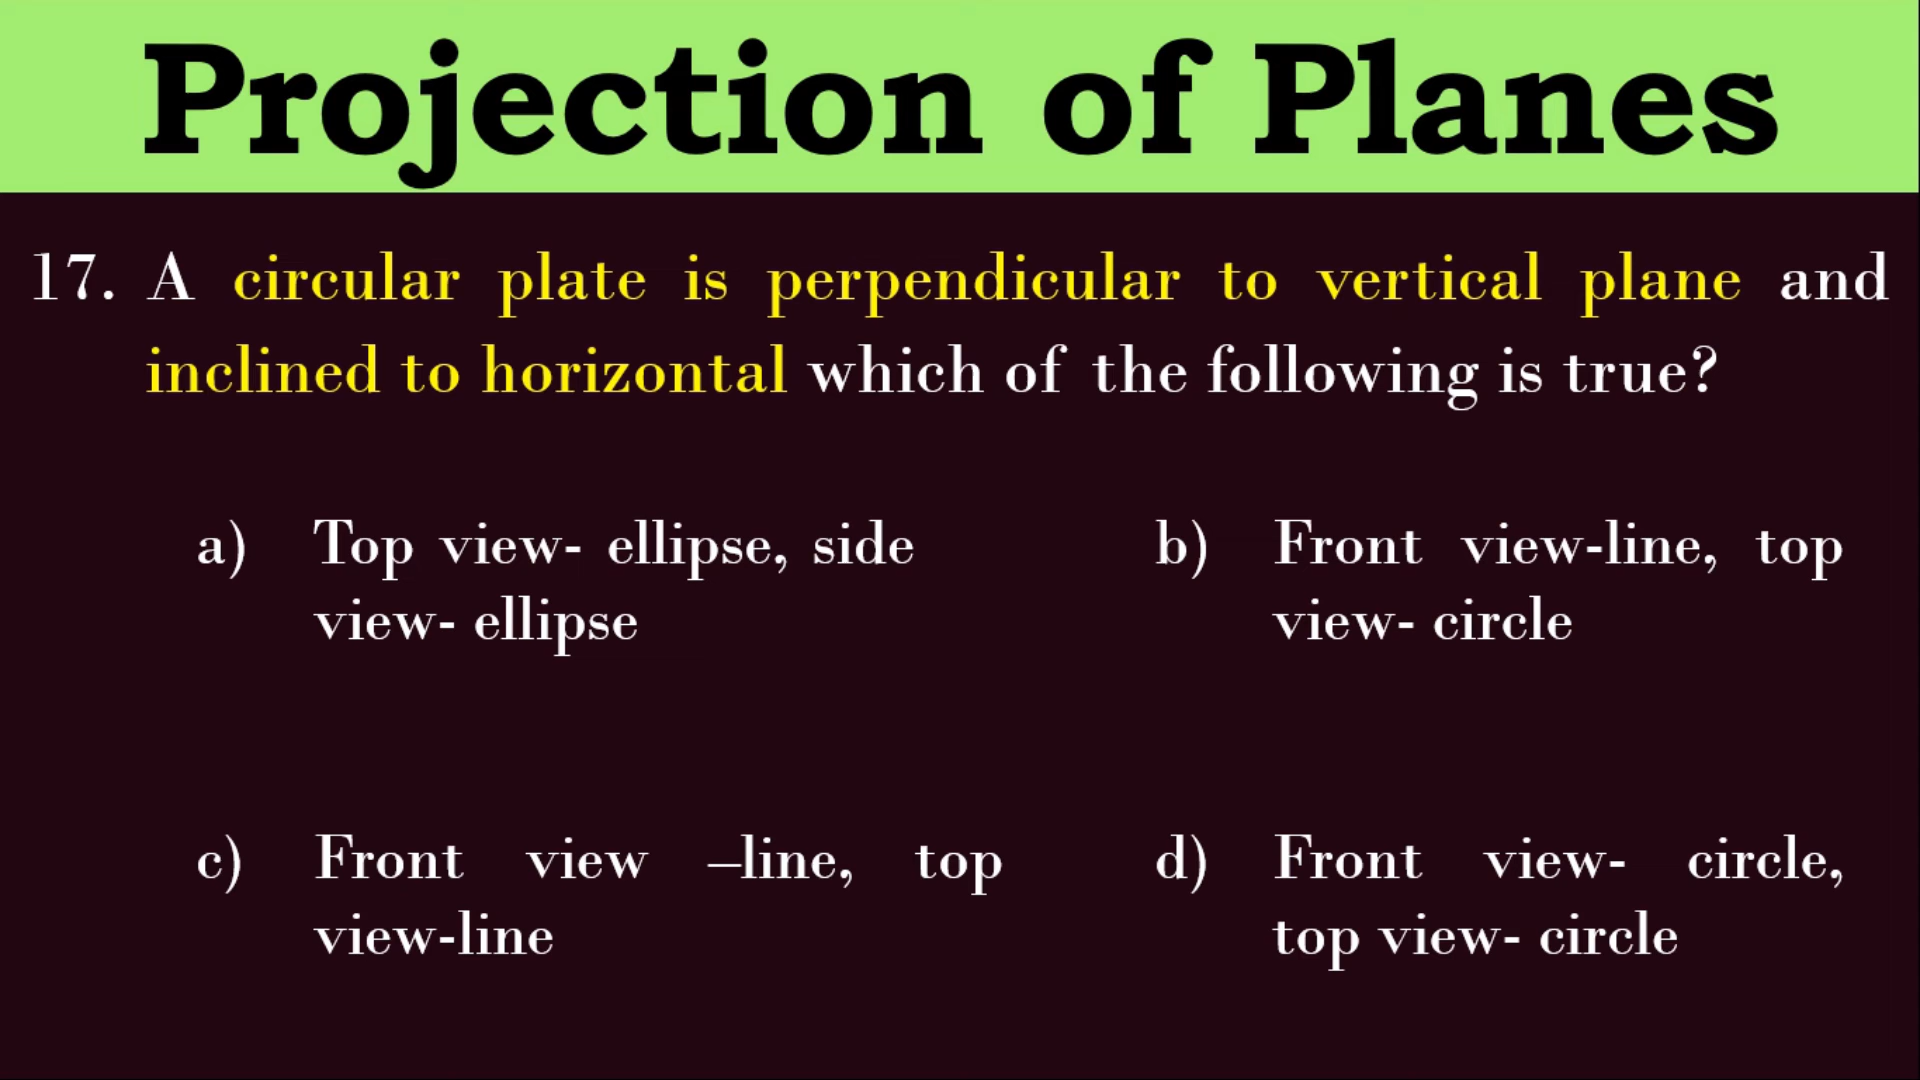 Projection of Planes
17. A circular plate is perpendicular to vertical plane and
inclined to horizontal which of the following is true?
a) Top view- ellipse, side
view- ellipse
b) Front view-line, top
view- circle
c) Front view –line, top
view-line
d) Front view- circle,
top view- circle